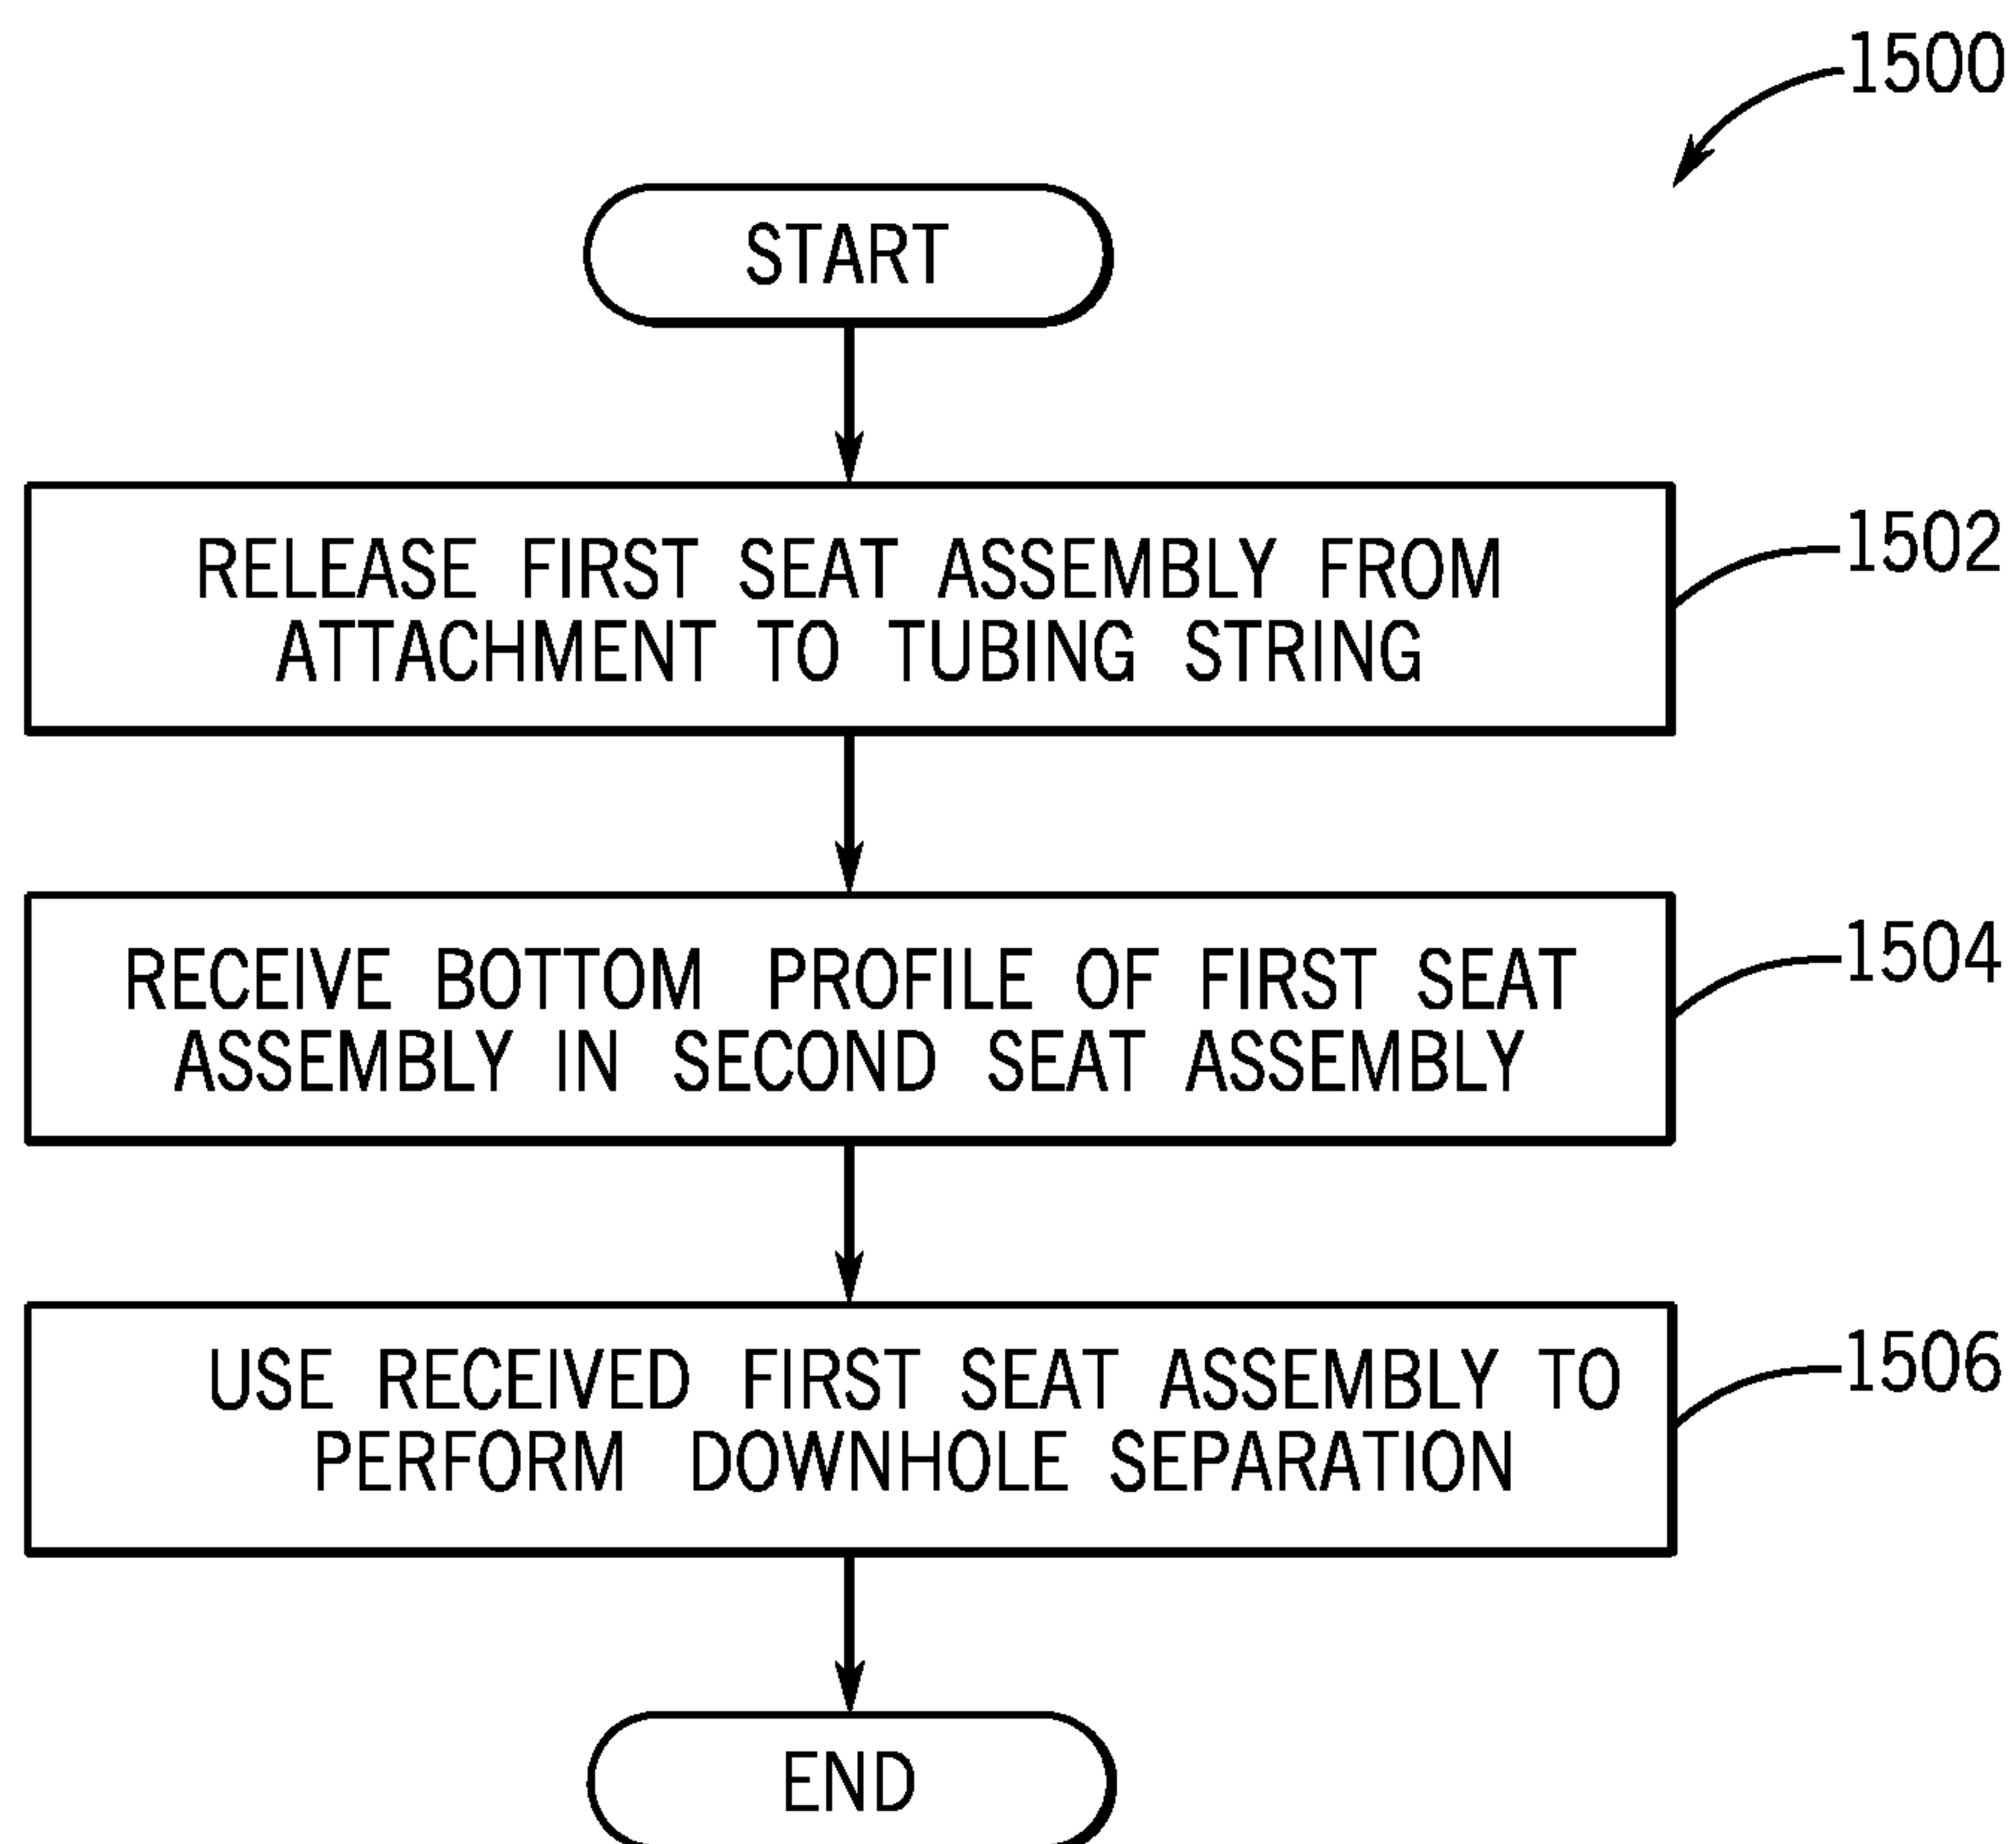 1500
START
RELEASE FIRST SEAT ASSEMBLY FROM
ATTACHMENT TO TUBING STRING
1502
RECEIVE BOTTOM PROFILE OF FIRST SEAT
ASSEMBLY IN SECOND SEAT ASSEMBLY
1504
USE RECEIVED FIRST SEAT ASSEMBLY TO
PERFORM DOWNHOLE SEPARATION
1506
END